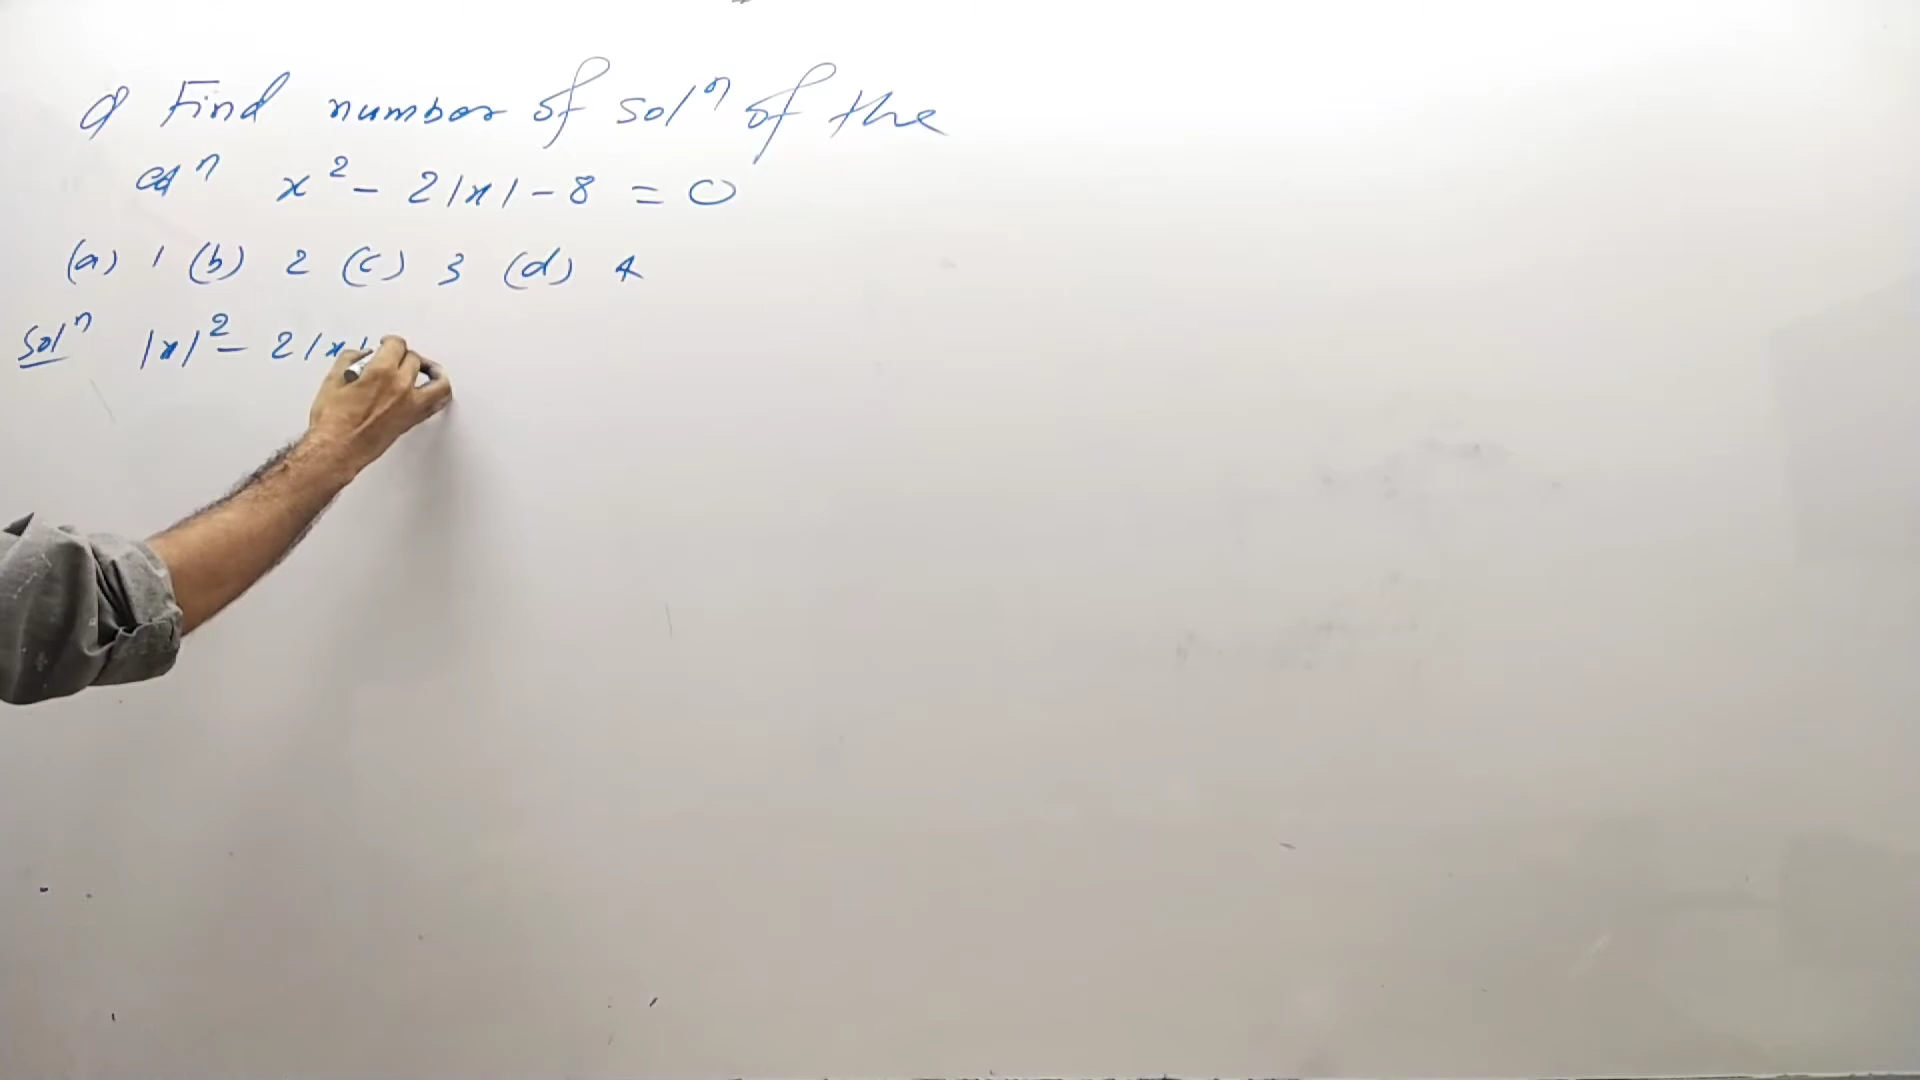 Q Find number of solⁿ of the
eqⁿ x² - 2|x| - 8 = 0
(a) 1 (b) 2 (c) 3 (d) 4
Solⁿ |x|² - 2|x|